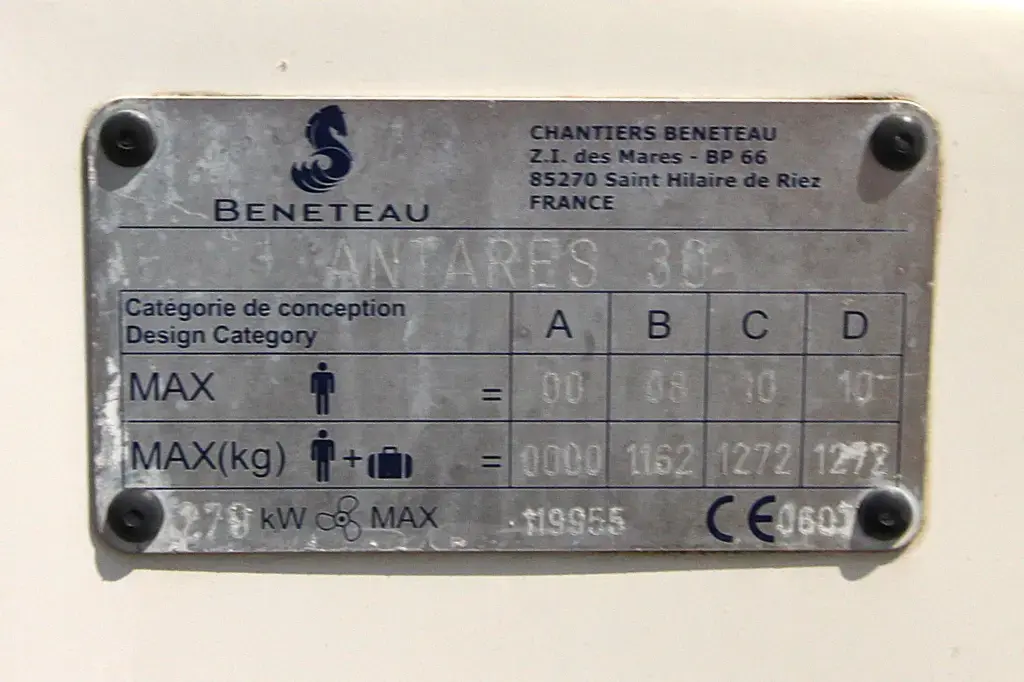 BENETEAU
CHANTIERS BENETEAU
Z.I. des Mares - BP 66
85270 Saint Hilaire de Riez
FRANCE
ANTARES 30
Catégorie de conception
Design Category
A B C D
MAX = 00 08 10 10
MAX(kg) + = 0000 1162 1272 1272
kW MAX 119955 CE